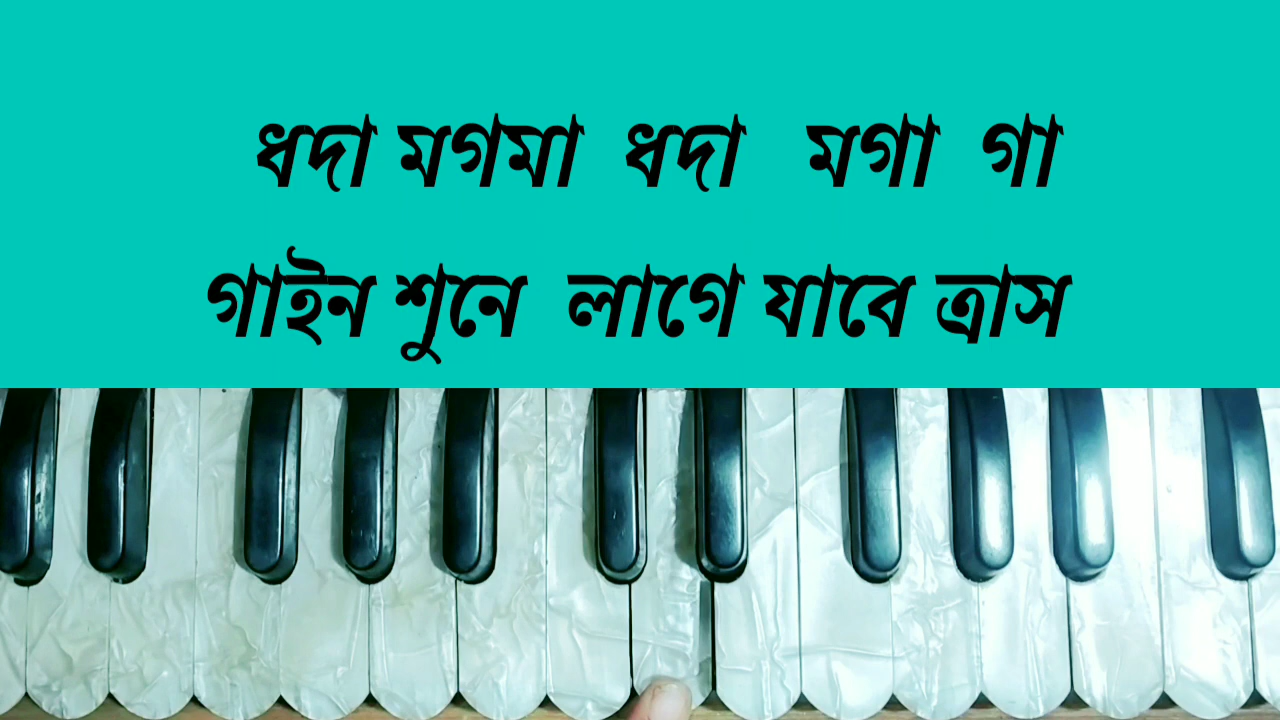 ধদা মগমা ধদা মগা গা
গাইন শুনে লাগে যাবে ত্রাস